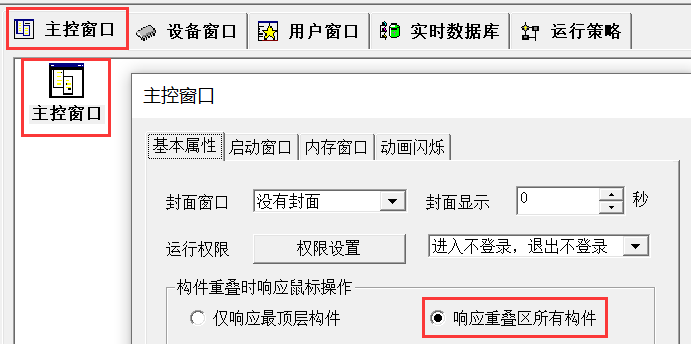 主控窗口 设备窗口 用户窗口 实时数据库 运行策略
主控窗口
主控窗口
基本属性 启动窗口 内存窗口 动画闪烁
封面窗口 没有封面 封面显示 0 秒
运行权限 权限设置 进入不登录，退出不登录
构件重叠时响应鼠标操作
仅响应最顶层构件 响应重叠区所有构件